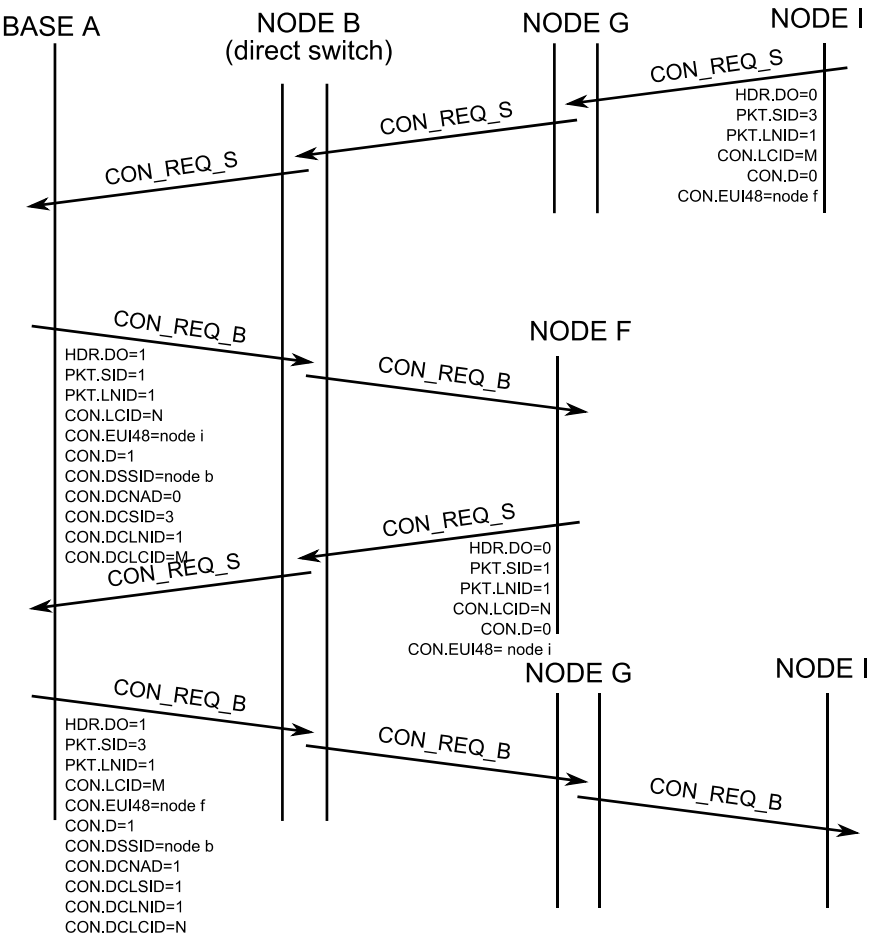 BASE A
NODE B
(direct switch)
NODE G
NODE I
CON_REQ_S
HDR.DO=0
PKT.SID=3
PKT.LNID=1
CON.LCID=M
CON.D=0
CON.EUI48=node f
CON_REQ_S
CON_REQ_S
CON_REQ_B
HDR.DO=1
PKT.SID=1
PKT.LNID=1
CON.LCID=N
CON.EUI48=node i
CON.D=1
CON.DSSID=node b
CON.DCNAD=0
CON.DCSID=3
CON.DCLNID=1
CON.DCLCID=M
CON_REQ_B
NODE F
CON_REQ_S
HDR.DO=0
PKT.SID=1
PKT.LNID=1
CON.LCID=N
CON.D=0
CON.EUI48= node i
CON_REQ_S
NODE G
NODE I
CON_REQ_B
HDR.DO=1
PKT.SID=3
PKT.LNID=1
CON.LCID=M
CON.EUI48=node f
CON.D=1
CON.DSSID=node b
CON.DCNAD=1
CON.DCLSID=1
CON.DCLNID=1
CON.DCLCID=N
CON_REQ_B
CON_REQ_B